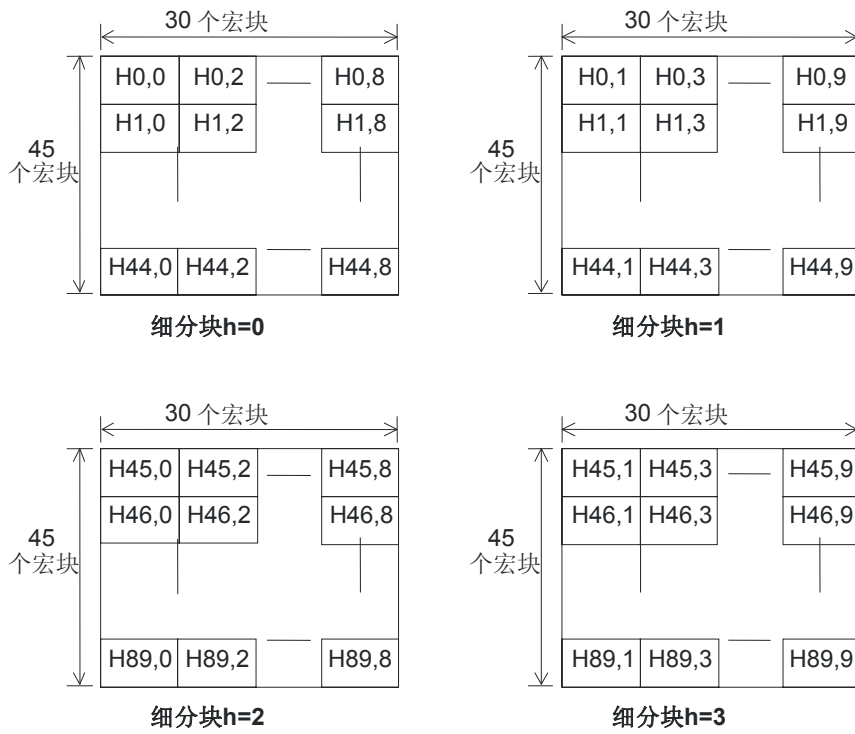 30 个宏块
30 个宏块
H0,0 H0,2 H0,8
H0,1 H0,3 H0,9
H1,0 H1,2 H1,8
H1,1 H1,3 H1,9
45
个宏块
45
个宏块
H44,0 H44,2 H44,8
H44,1 H44,3 H44,9
细分块h=0
细分块h=1
30 个宏块
30 个宏块
H45,0 H45,2 H45,8
H45,1 H45,3 H45,9
H46,0 H46,2 H46,8
H46,1 H46,3 H46,9
45
个宏块
45
个宏块
H89,0 H89,2 H89,8
H89,1 H89,3 H89,9
细分块h=2
细分块h=3